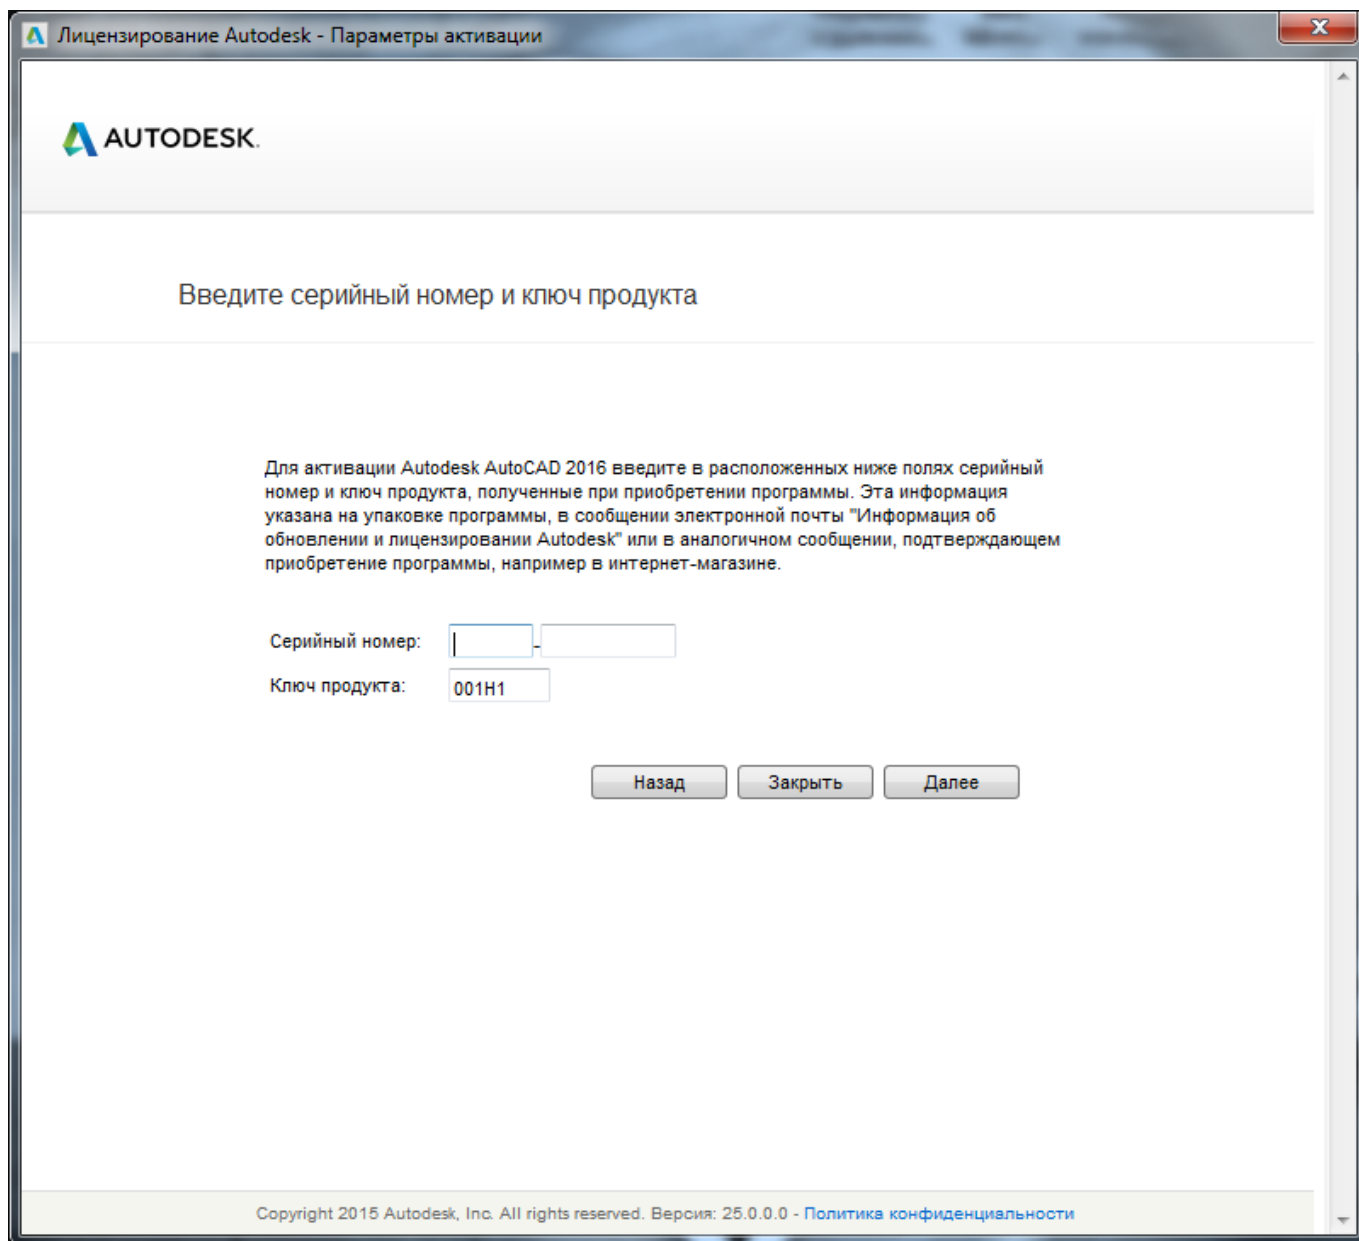 Лицензирование Autodesk - Параметры активации
AUTODESK.
Введите серийный номер и ключ продукта
Для активации Autodesk AutoCAD 2016 введите в расположенных ниже полях серийный
номер и ключ продукта, полученные при приобретении программы. Эта информация
указана на упаковке программы, в сообщении электронной почты "Информация об
обновлении и лицензировании Autodesk" или в аналогичном сообщении, подтверждающем
приобретение программы, например в интернет-магазине.
Серийный номер: -
Ключ продукта: 001H1
Назад Закрыть Далее
Copyright 2015 Autodesk, Inc. All rights reserved. Версия: 25.0.0.0 - Политика конфиденциальности